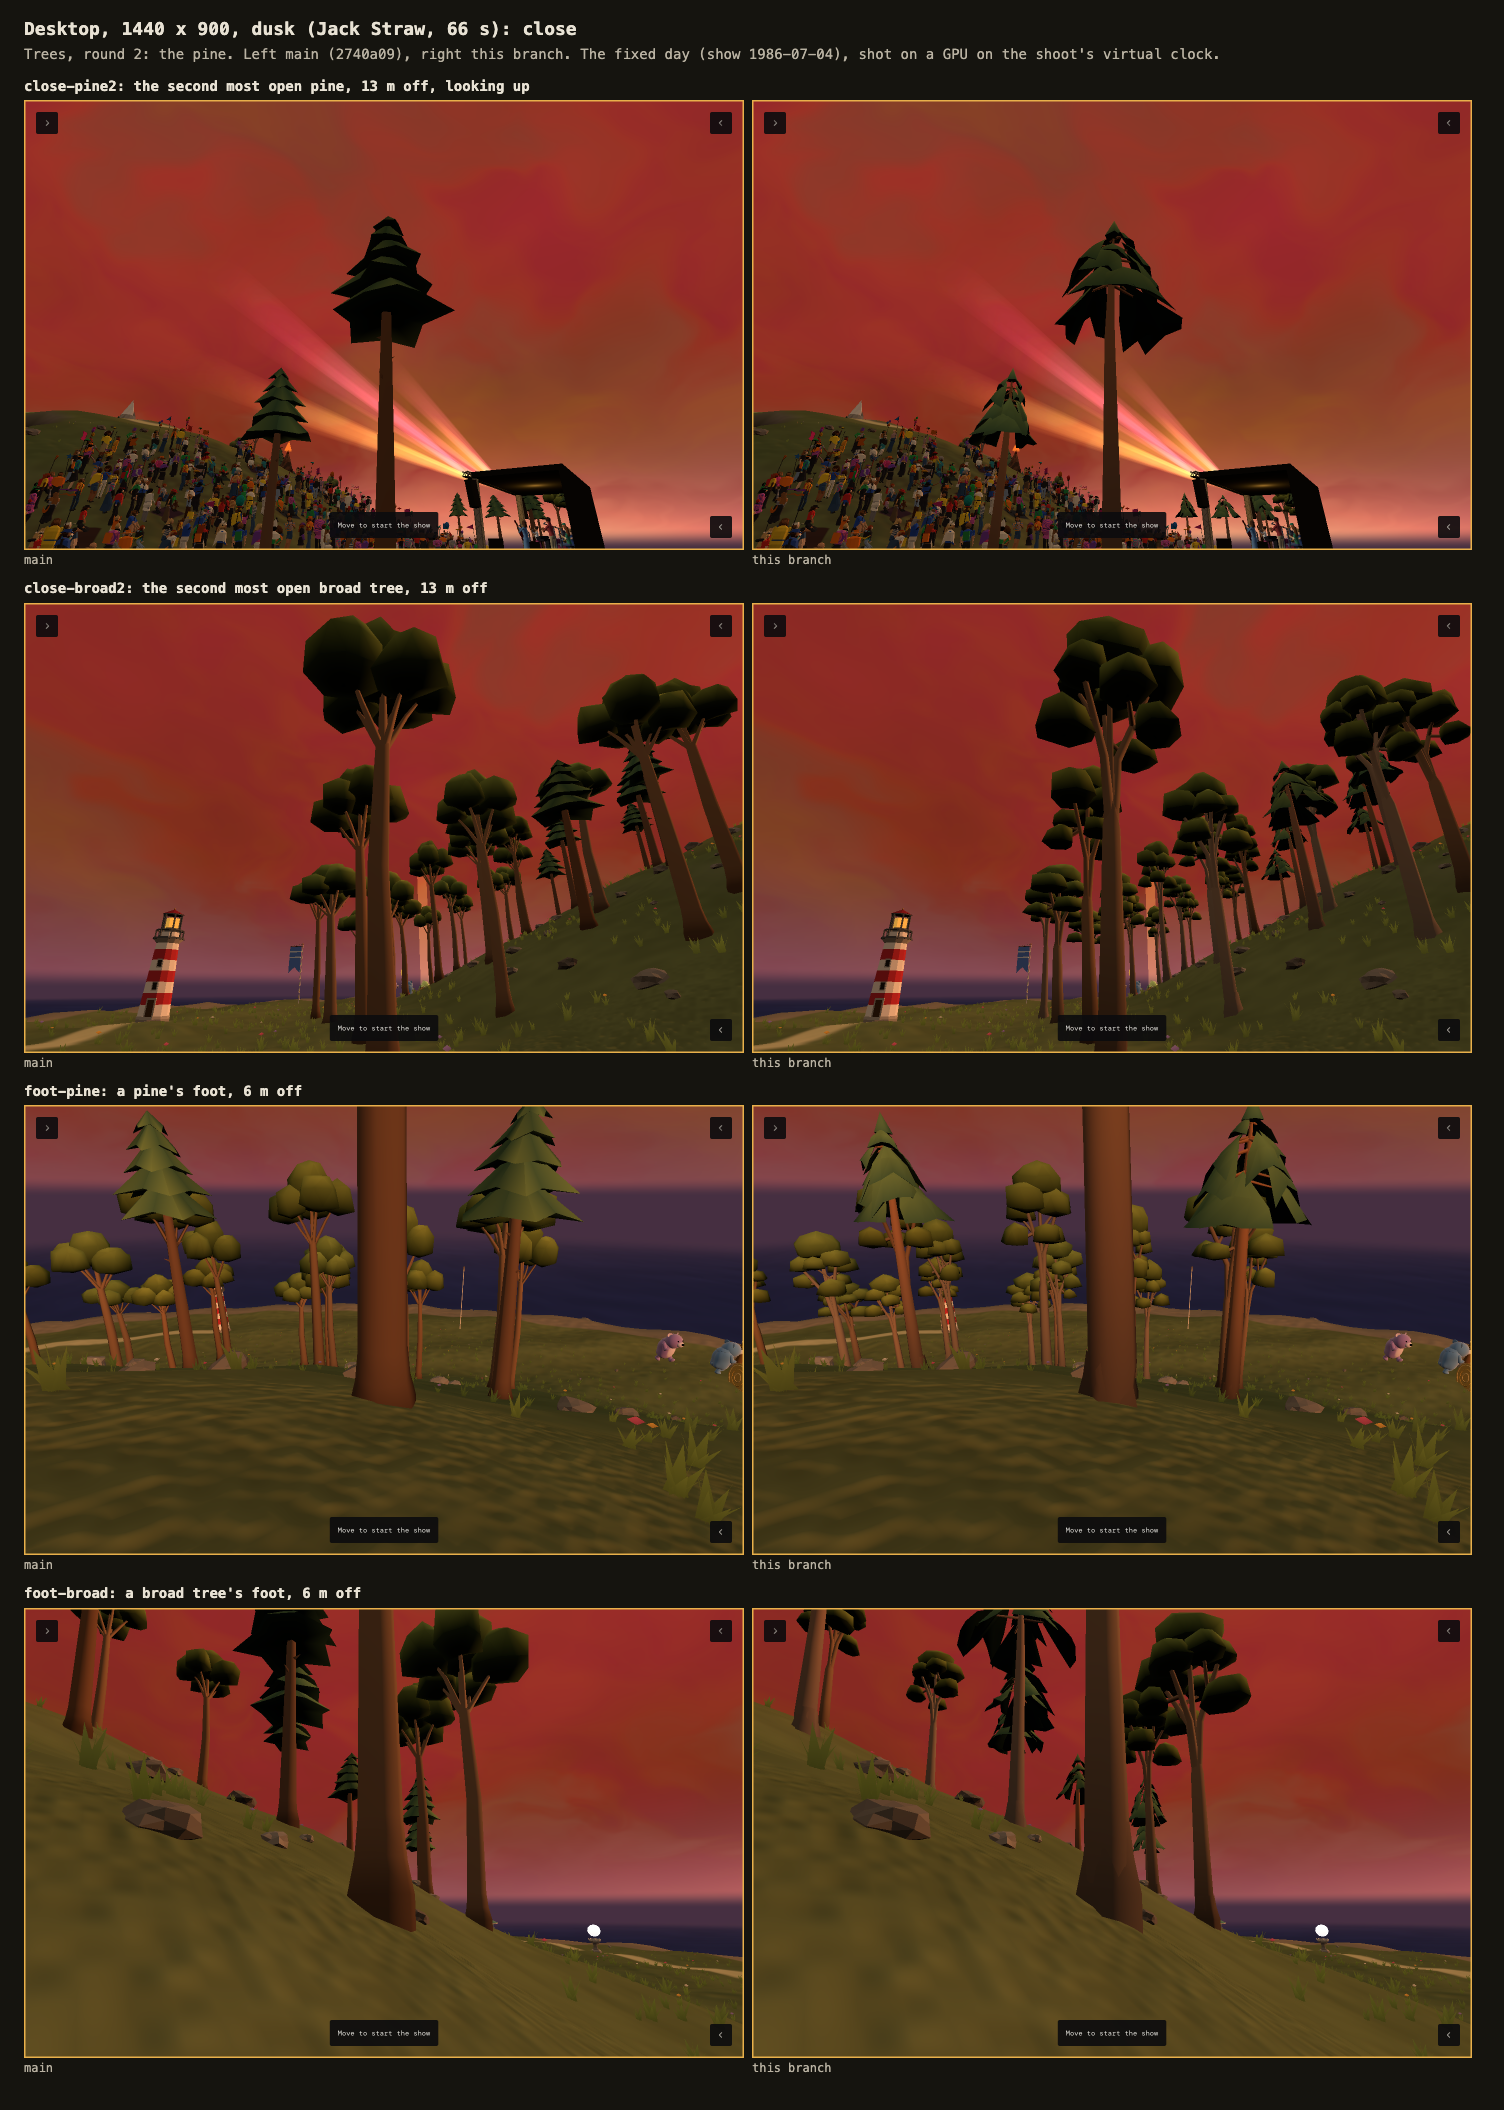 Desktop, 1440 x 900, dusk (Jack Straw, 66 s): close
Trees, round 2: the pine. Left main (2740a09), right this branch. The fixed day (show 1986-07-04), shot on a GPU on the shoot's virtual clock.
close-pine2: the second most open pine, 13 m off, looking up
Move to start the show
Move to start the show
main
this branch
close-broad2: the second most open broad tree, 13 m off
Move to start the show
Move to start the show
main
this branch
foot-pine: a pine's foot, 6 m off
Move to start the show
Move to start the show
main
this branch
foot-broad: a broad tree's foot, 6 m off
Move to start the show
Move to start the show
main
this branch